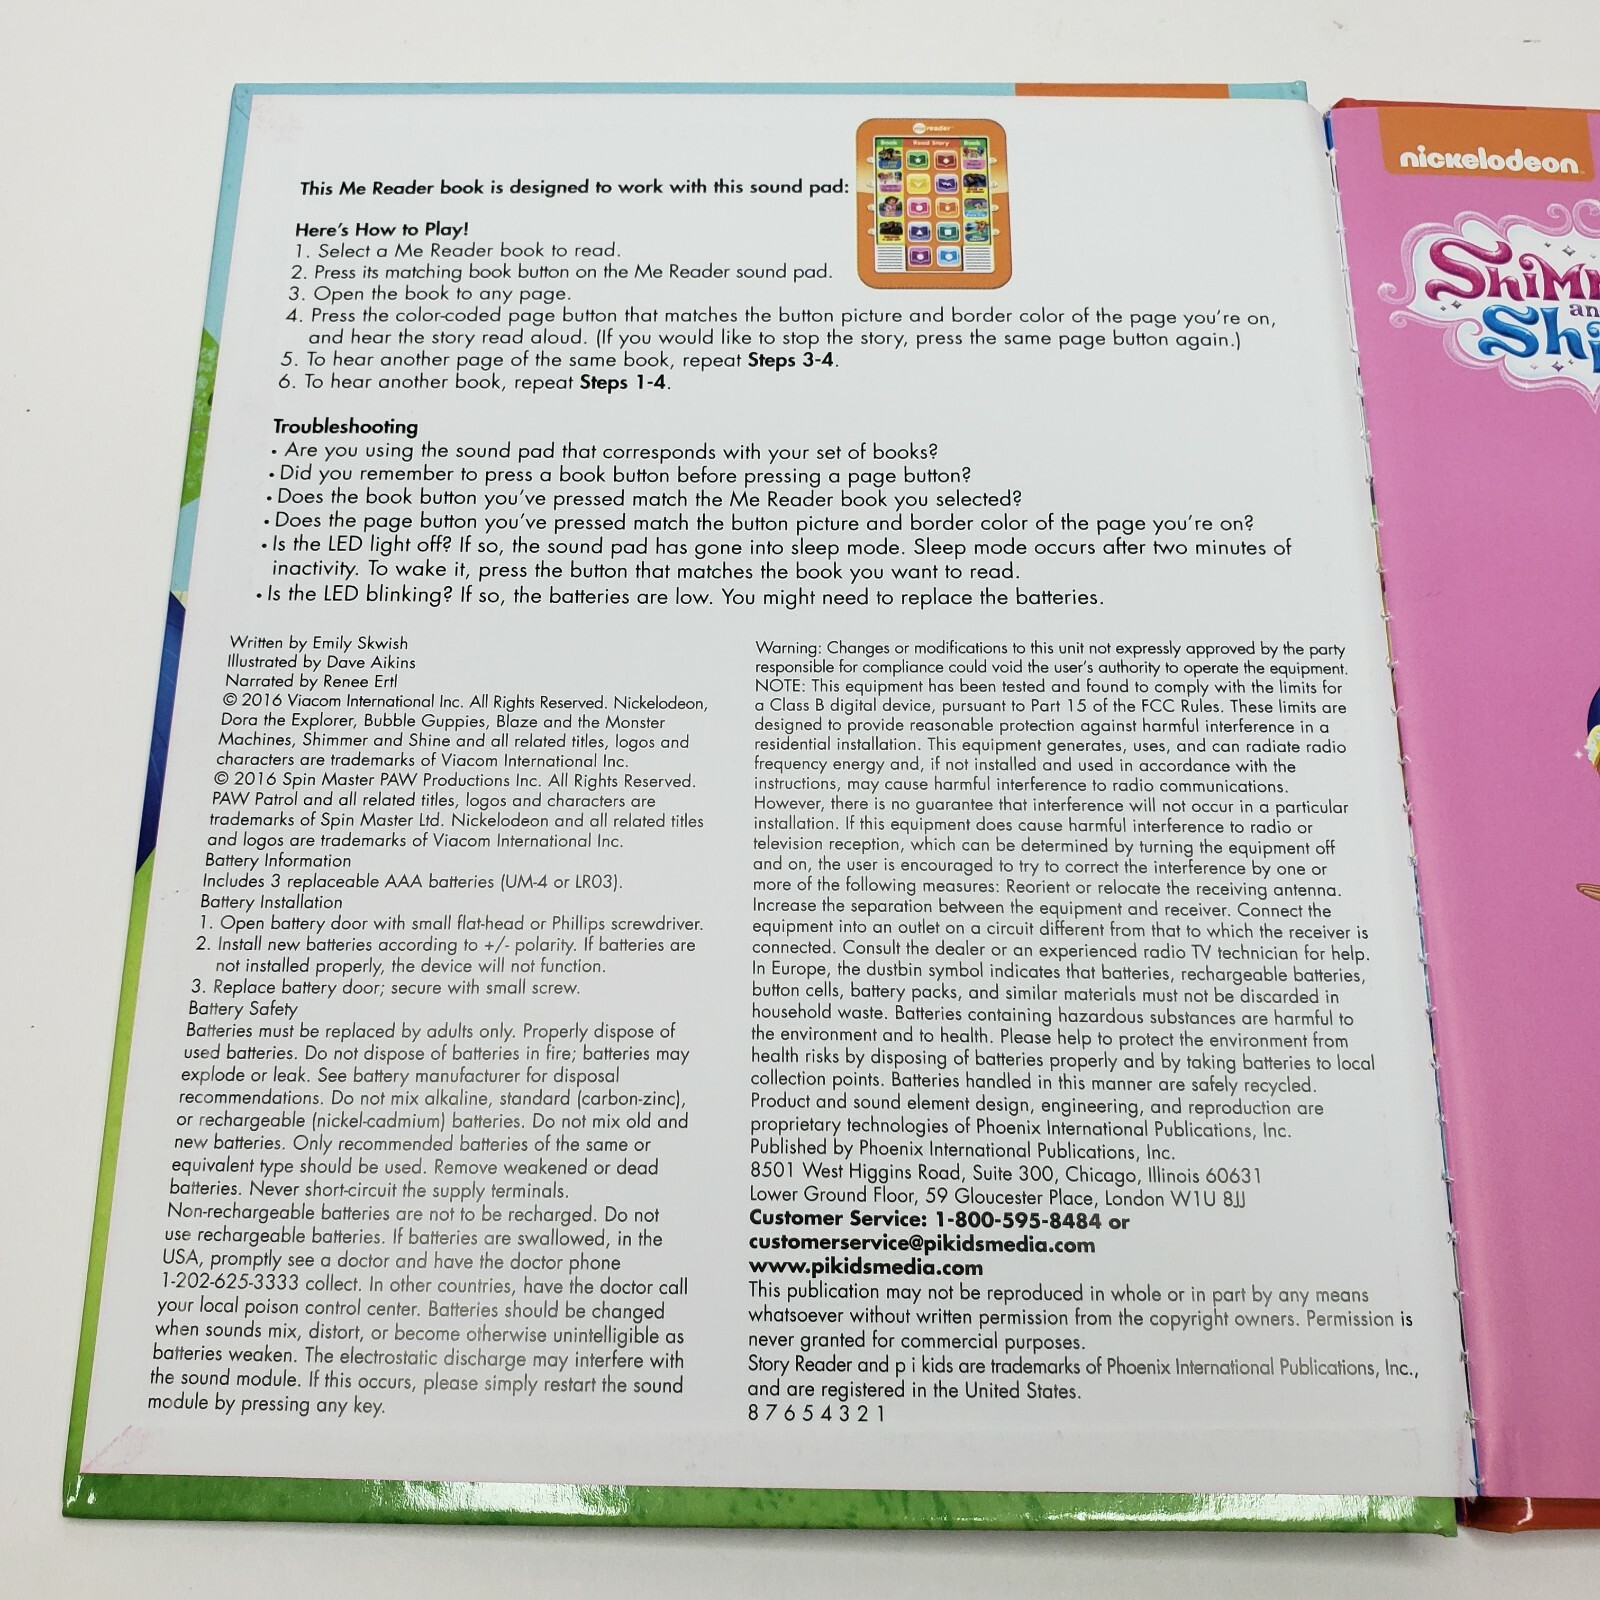 This Me Reader book is designed to work with this sound pad:
reader
Book Read Story Book
Here's How to Play!
1. Select a Me Reader book to read.
2. Press its matching book button on the Me Reader sound pad.
3. Open the book to any page.
4. Press the color-coded page button that matches the button picture and border color of the page you're on,
and hear the story read aloud. (If you would like to stop the story, press the same page button again.)
5. To hear another page of the same book, repeat Steps 3-4.
6. To hear another book, repeat Steps 1-4.
Troubleshooting
• Are you using the sound pad that corresponds with your set of books?
• Did you remember to press a book button before pressing a page button?
• Does the book button you've pressed match the Me Reader book you selected?
• Does the page button you've pressed match the button picture and border color of the page you're on?
• Is the LED light off? If so, the sound pad has gone into sleep mode. Sleep mode occurs after two minutes of
inactivity. To wake it, press the button that matches the book you want to read.
• Is the LED blinking? If so, the batteries are low. You might need to replace the batteries.
Written by Emily Skwish
Illustrated by Dave Aikins
Narrated by Renee Ertl
© 2016 Viacom International Inc. All Rights Reserved. Nickelodeon,
Dora the Explorer, Bubble Guppies, Blaze and the Monster
Machines, Shimmer and Shine and all related titles, logos and
characters are trademarks of Viacom International Inc.
© 2016 Spin Master PAW Productions Inc. All Rights Reserved.
PAW Patrol and all related titles, logos and characters are
trademarks of Spin Master Ltd. Nickelodeon and all related titles
and logos are trademarks of Viacom International Inc.
Battery Information
Includes 3 replaceable AAA batteries (UM-4 or LR03).
Battery Installation
1. Open battery door with small flat-head or Phillips screwdriver.
2. Install new batteries according to +/- polarity. If batteries are
not installed properly, the device will not function.
3. Replace battery door; secure with small screw.
Battery Safety
Batteries must be replaced by adults only. Properly dispose of
used batteries. Do not dispose of batteries in fire; batteries may
explode or leak. See battery manufacturer for disposal
recommendations. Do not mix alkaline, standard (carbon-zinc),
or rechargeable (nickel-cadmium) batteries. Do not mix old and
new batteries. Only recommended batteries of the same or
equivalent type should be used. Remove weakened or dead
batteries. Never short-circuit the supply terminals.
Non-rechargeable batteries are not to be recharged. Do not
use rechargeable batteries. If batteries are swallowed, in the
USA, promptly see a doctor and have the doctor phone
1-202-625-3333 collect. In other countries, have the doctor call
your local poison control center. Batteries should be changed
when sounds mix, distort, or become otherwise unintelligible as
batteries weaken. The electrostatic discharge may interfere with
the sound module. If this occurs, please simply restart the sound
module by pressing any key.
Warning: Changes or modifications to this unit not expressly approved by the party
responsible for compliance could void the user's authority to operate the equipment.
NOTE: This equipment has been tested and found to comply with the limits for
a Class B digital device, pursuant to Part 15 of the FCC Rules. These limits are
designed to provide reasonable protection against harmful interference in a
residential installation. This equipment generates, uses, and can radiate radio
frequency energy and, if not installed and used in accordance with the
instructions, may cause harmful interference to radio communications.
However, there is no guarantee that interference will not occur in a particular
installation. If this equipment does cause harmful interference to radio or
television reception, which can be determined by turning the equipment off
and on, the user is encouraged to try to correct the interference by one or
more of the following measures: Reorient or relocate the receiving antenna.
Increase the separation between the equipment and receiver. Connect the
equipment into an outlet on a circuit different from that to which the receiver is
connected. Consult the dealer or an experienced radio TV technician for help.
In Europe, the dustbin symbol indicates that batteries, rechargeable batteries,
button cells, battery packs, and similar materials must not be discarded in
household waste. Batteries containing hazardous substances are harmful to
the environment and to health. Please help to protect the environment from
health risks by disposing of batteries properly and by taking batteries to local
collection points. Batteries handled in this manner are safely recycled.
Product and sound element design, engineering, and reproduction are
proprietary technologies of Phoenix International Publications, Inc.
Published by Phoenix International Publications, Inc.
8501 West Higgins Road, Suite 300, Chicago, Illinois 60631
Lower Ground Floor, 59 Gloucester Place, London W1U 8JJ
Customer Service: 1-800-595-8484 or
customerservice@pikidsmedia.com
www.pikidsmedia.com
This publication may not be reproduced in whole or in part by any means
whatsoever without written permission from the copyright owners. Permission is
never granted for commercial purposes.
Story Reader and p i kids are trademarks of Phoenix International Publications, Inc.,
and are registered in the United States.
8 7 6 5 4 3 2 1
nickelodeon